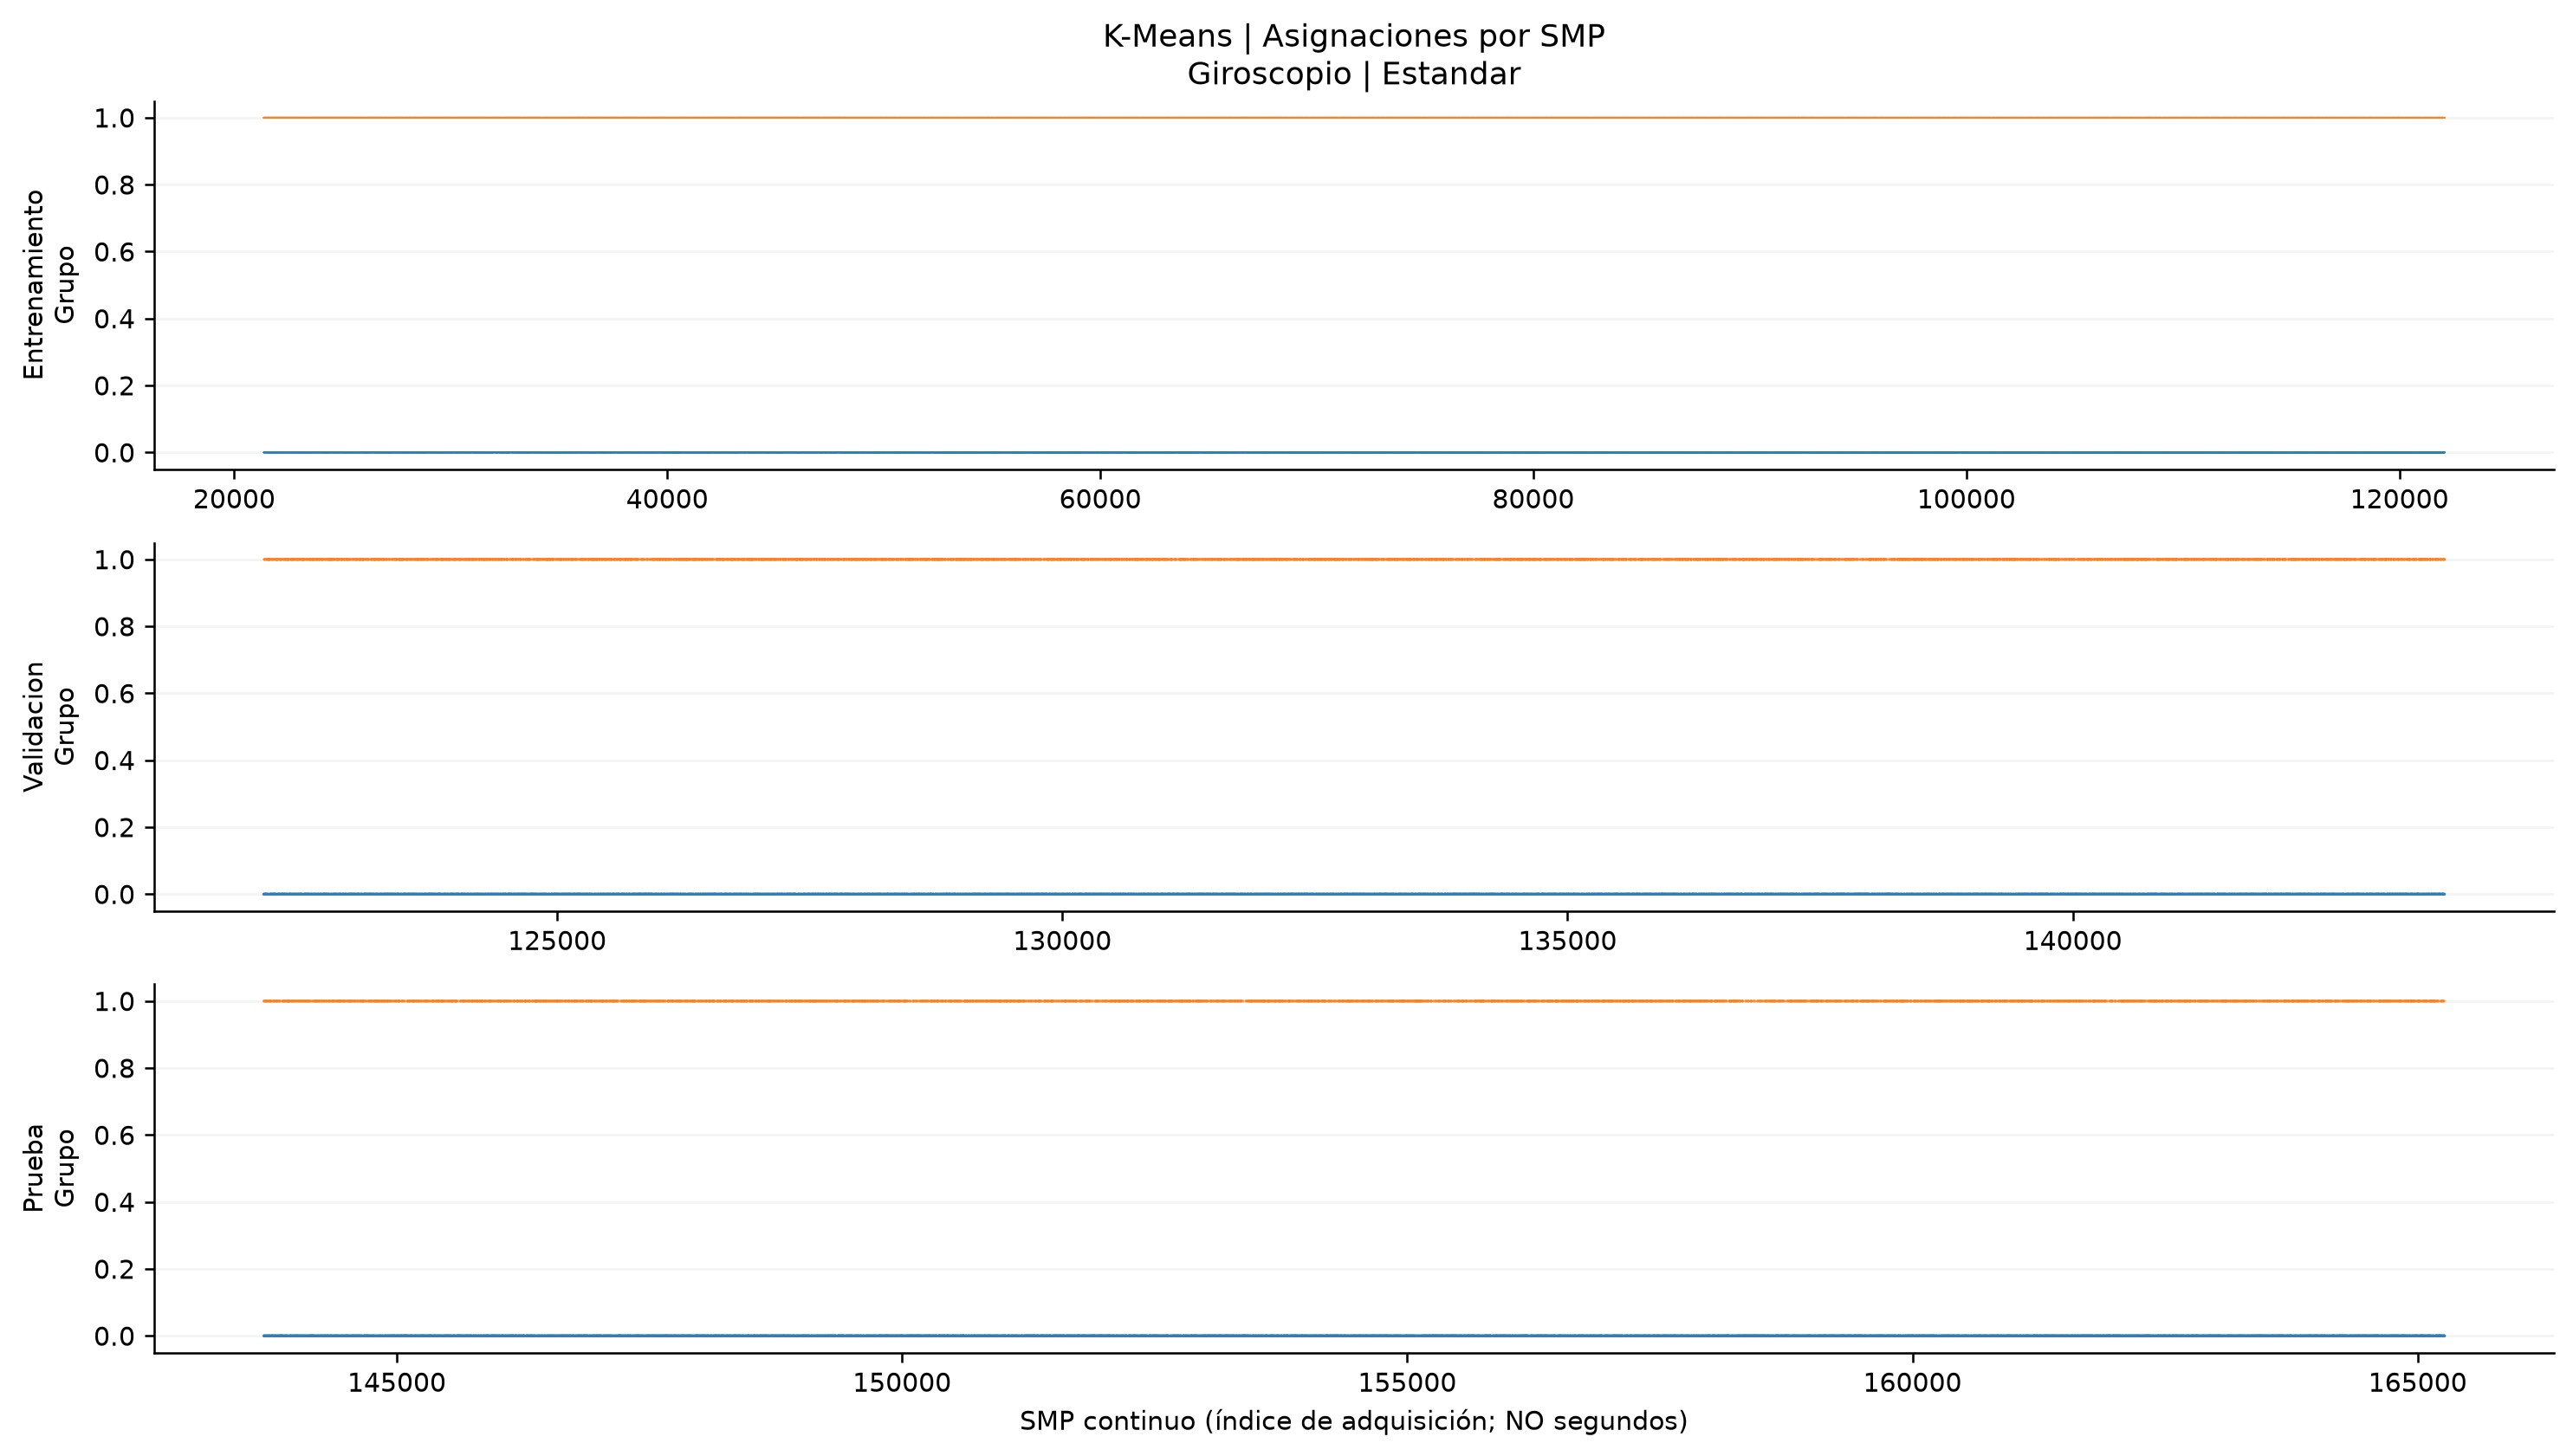 K-Means | Asignaciones por SMP
Giroscopio | Estandar
Entrenamiento
Grupo
1.0
0.8
0.6
0.4
0.2
0.0
20000 40000 60000 80000 100000 120000
Validacion
Grupo
1.0
0.8
0.6
0.4
0.2
0.0
125000 130000 135000 140000
Prueba
Grupo
1.0
0.8
0.6
0.4
0.2
0.0
145000 150000 155000 160000 165000
SMP continuo (índice de adquisición; NO segundos)